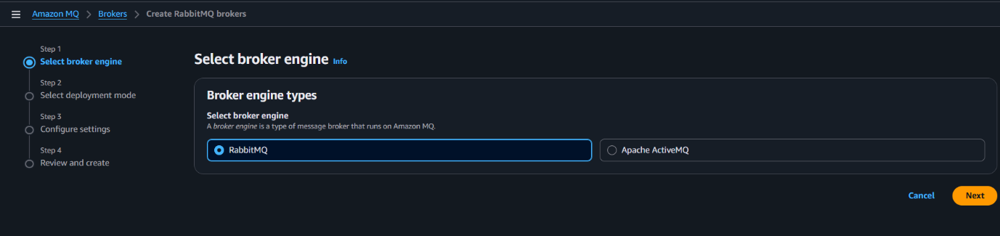 Amazon MQ > Brokers > Create RabbitMQ brokers
Step 1
Select broker engine
Step 2
Select deployment mode
Step 3
Configure settings
Step 4
Review and create
Select broker engine Info
Broker engine types
Select broker engine
A broker engine is a type of message broker that runs on Amazon MQ.
RabbitMQ Apache ActiveMQ
Cancel Next